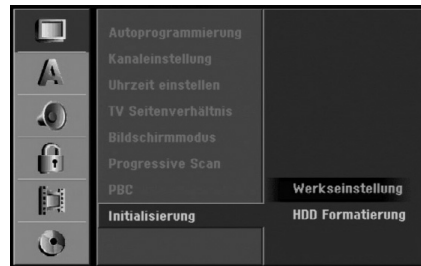 Autoprogrammierung
Kanaleinstellung
Uhrzeit einstellen
TV Seitenverhältnis
Bildschirmmodus
Progressive Scan
PBC
Werkseinstellung
Initialisierung
HDD Formatierung
A